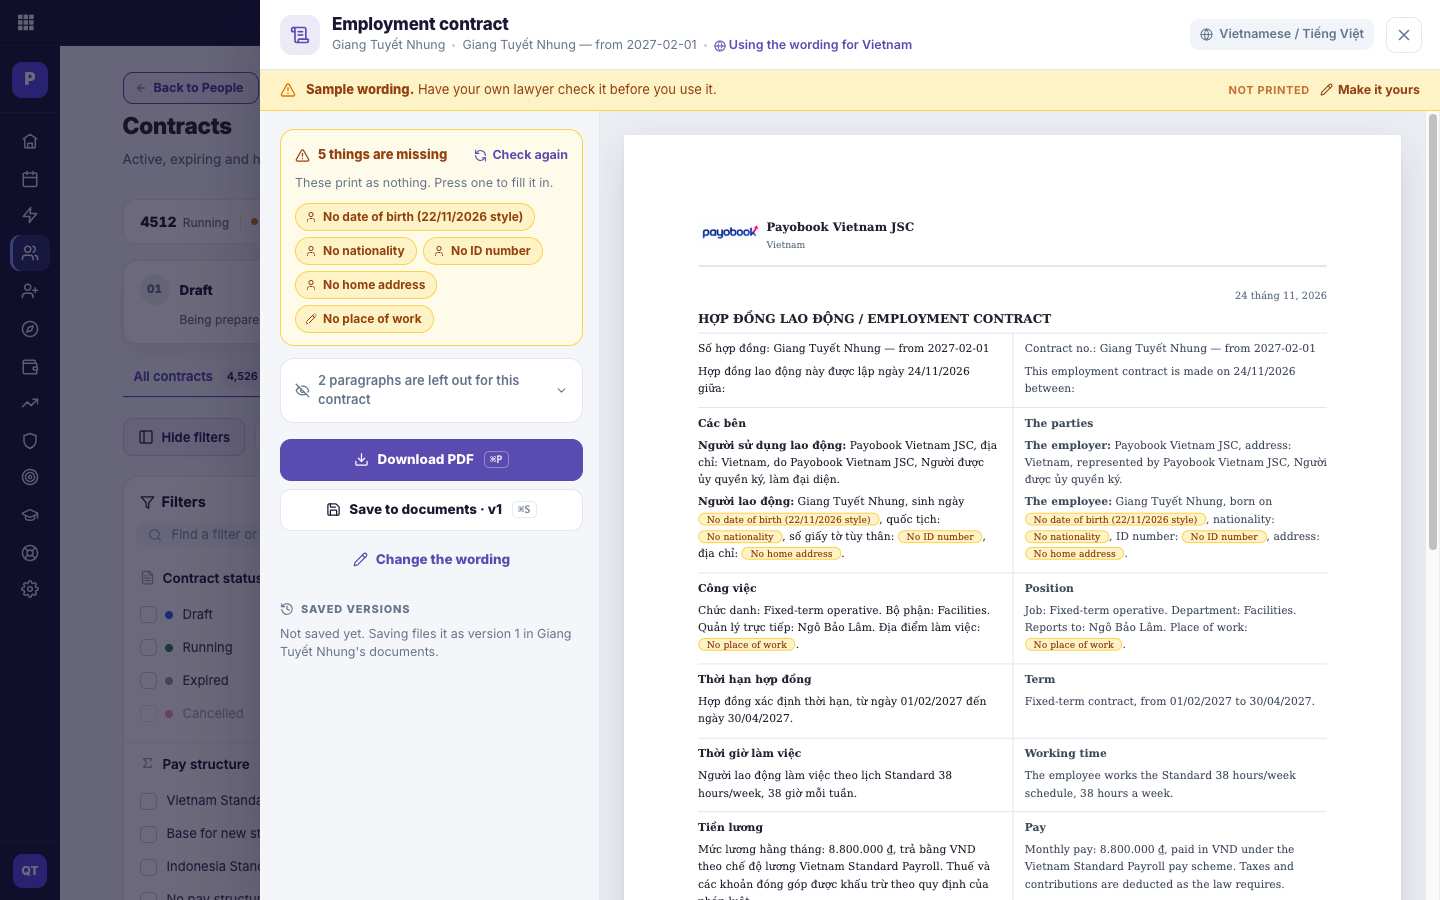 Employment contract
Giang Tuyết Nhung · Giang Tuyết Nhung — from 2027-02-01 · Using the wording for Vietnam
Vietnamese / Tiếng Việt
Sample wording. Have your own lawyer check it before you use it.
NOT PRINTED
Make it yours
P
Back to People
Contracts
Active, expiring and h
4512 Running
01 Draft
Being prepare
All contracts 4,526
Hide filters
Filters
Find a filter or
Contract status
Draft
Running
Expired
Cancelled
Pay structure
Vietnam Standa
Base for new st
Indonesia Stand
No pay structu
QT
5 things are missing
Check again
These print as nothing. Press one to fill it in.
No date of birth (22/11/2026 style)
No nationality
No ID number
No home address
No place of work
2 paragraphs are left out for this
contract
Download PDF ⌘P
Save to documents · v1 ⌘S
Change the wording
SAVED VERSIONS
Not saved yet. Saving files it as version 1 in Giang
Tuyết Nhung's documents.
payobook
Payobook Vietnam JSC
Vietnam
24 tháng 11, 2026
HỢP ĐỒNG LAO ĐỘNG / EMPLOYMENT CONTRACT
Số hợp đồng: Giang Tuyết Nhung — from 2027-02-01
Hợp đồng lao động này được lập ngày 24/11/2026
giữa:
Contract no.: Giang Tuyết Nhung — from 2027-02-01
This employment contract is made on 24/11/2026
between:
Các bên
Người sử dụng lao động: Payobook Vietnam JSC, địa
chỉ: Vietnam, do Payobook Vietnam JSC, Người được
ủy quyền ký, làm đại diện.
Người lao động: Giang Tuyết Nhung, sinh ngày
No date of birth (22/11/2026 style), quốc tịch:
No nationality, số giấy tờ tùy thân: No ID number,
địa chỉ: No home address.
The parties
The employer: Payobook Vietnam JSC, address:
Vietnam, represented by Payobook Vietnam JSC, Người
được ủy quyền ký.
The employee: Giang Tuyết Nhung, born on
No date of birth (22/11/2026 style), nationality:
No nationality, ID number: No ID number, address:
No home address.
Công việc
Chức danh: Fixed-term operative. Bộ phận: Facilities.
Quản lý trực tiếp: Ngô Bảo Lâm. Địa điểm làm việc:
No place of work.
Position
Job: Fixed-term operative. Department: Facilities.
Reports to: Ngô Bảo Lâm. Place of work:
No place of work.
Thời hạn hợp đồng
Hợp đồng xác định thời hạn, từ ngày 01/02/2027 đến
ngày 30/04/2027.
Term
Fixed-term contract, from 01/02/2027 to 30/04/2027.
Thời giờ làm việc
Người lao động làm việc theo lịch Standard 38
hours/week, 38 giờ mỗi tuần.
Working time
The employee works the Standard 38 hours/week
schedule, 38 hours a week.
Tiền lương
Mức lương hằng tháng: 8.800.000 ₫, trả bằng VND
theo chế độ lương Vietnam Standard Payroll. Thuế và
các khoản đóng góp được khấu trừ theo quy định của
Pay
Monthly pay: 8.800.000 ₫, paid in VND under the
Vietnam Standard Payroll pay scheme. Taxes and
contributions are deducted as the law requires.